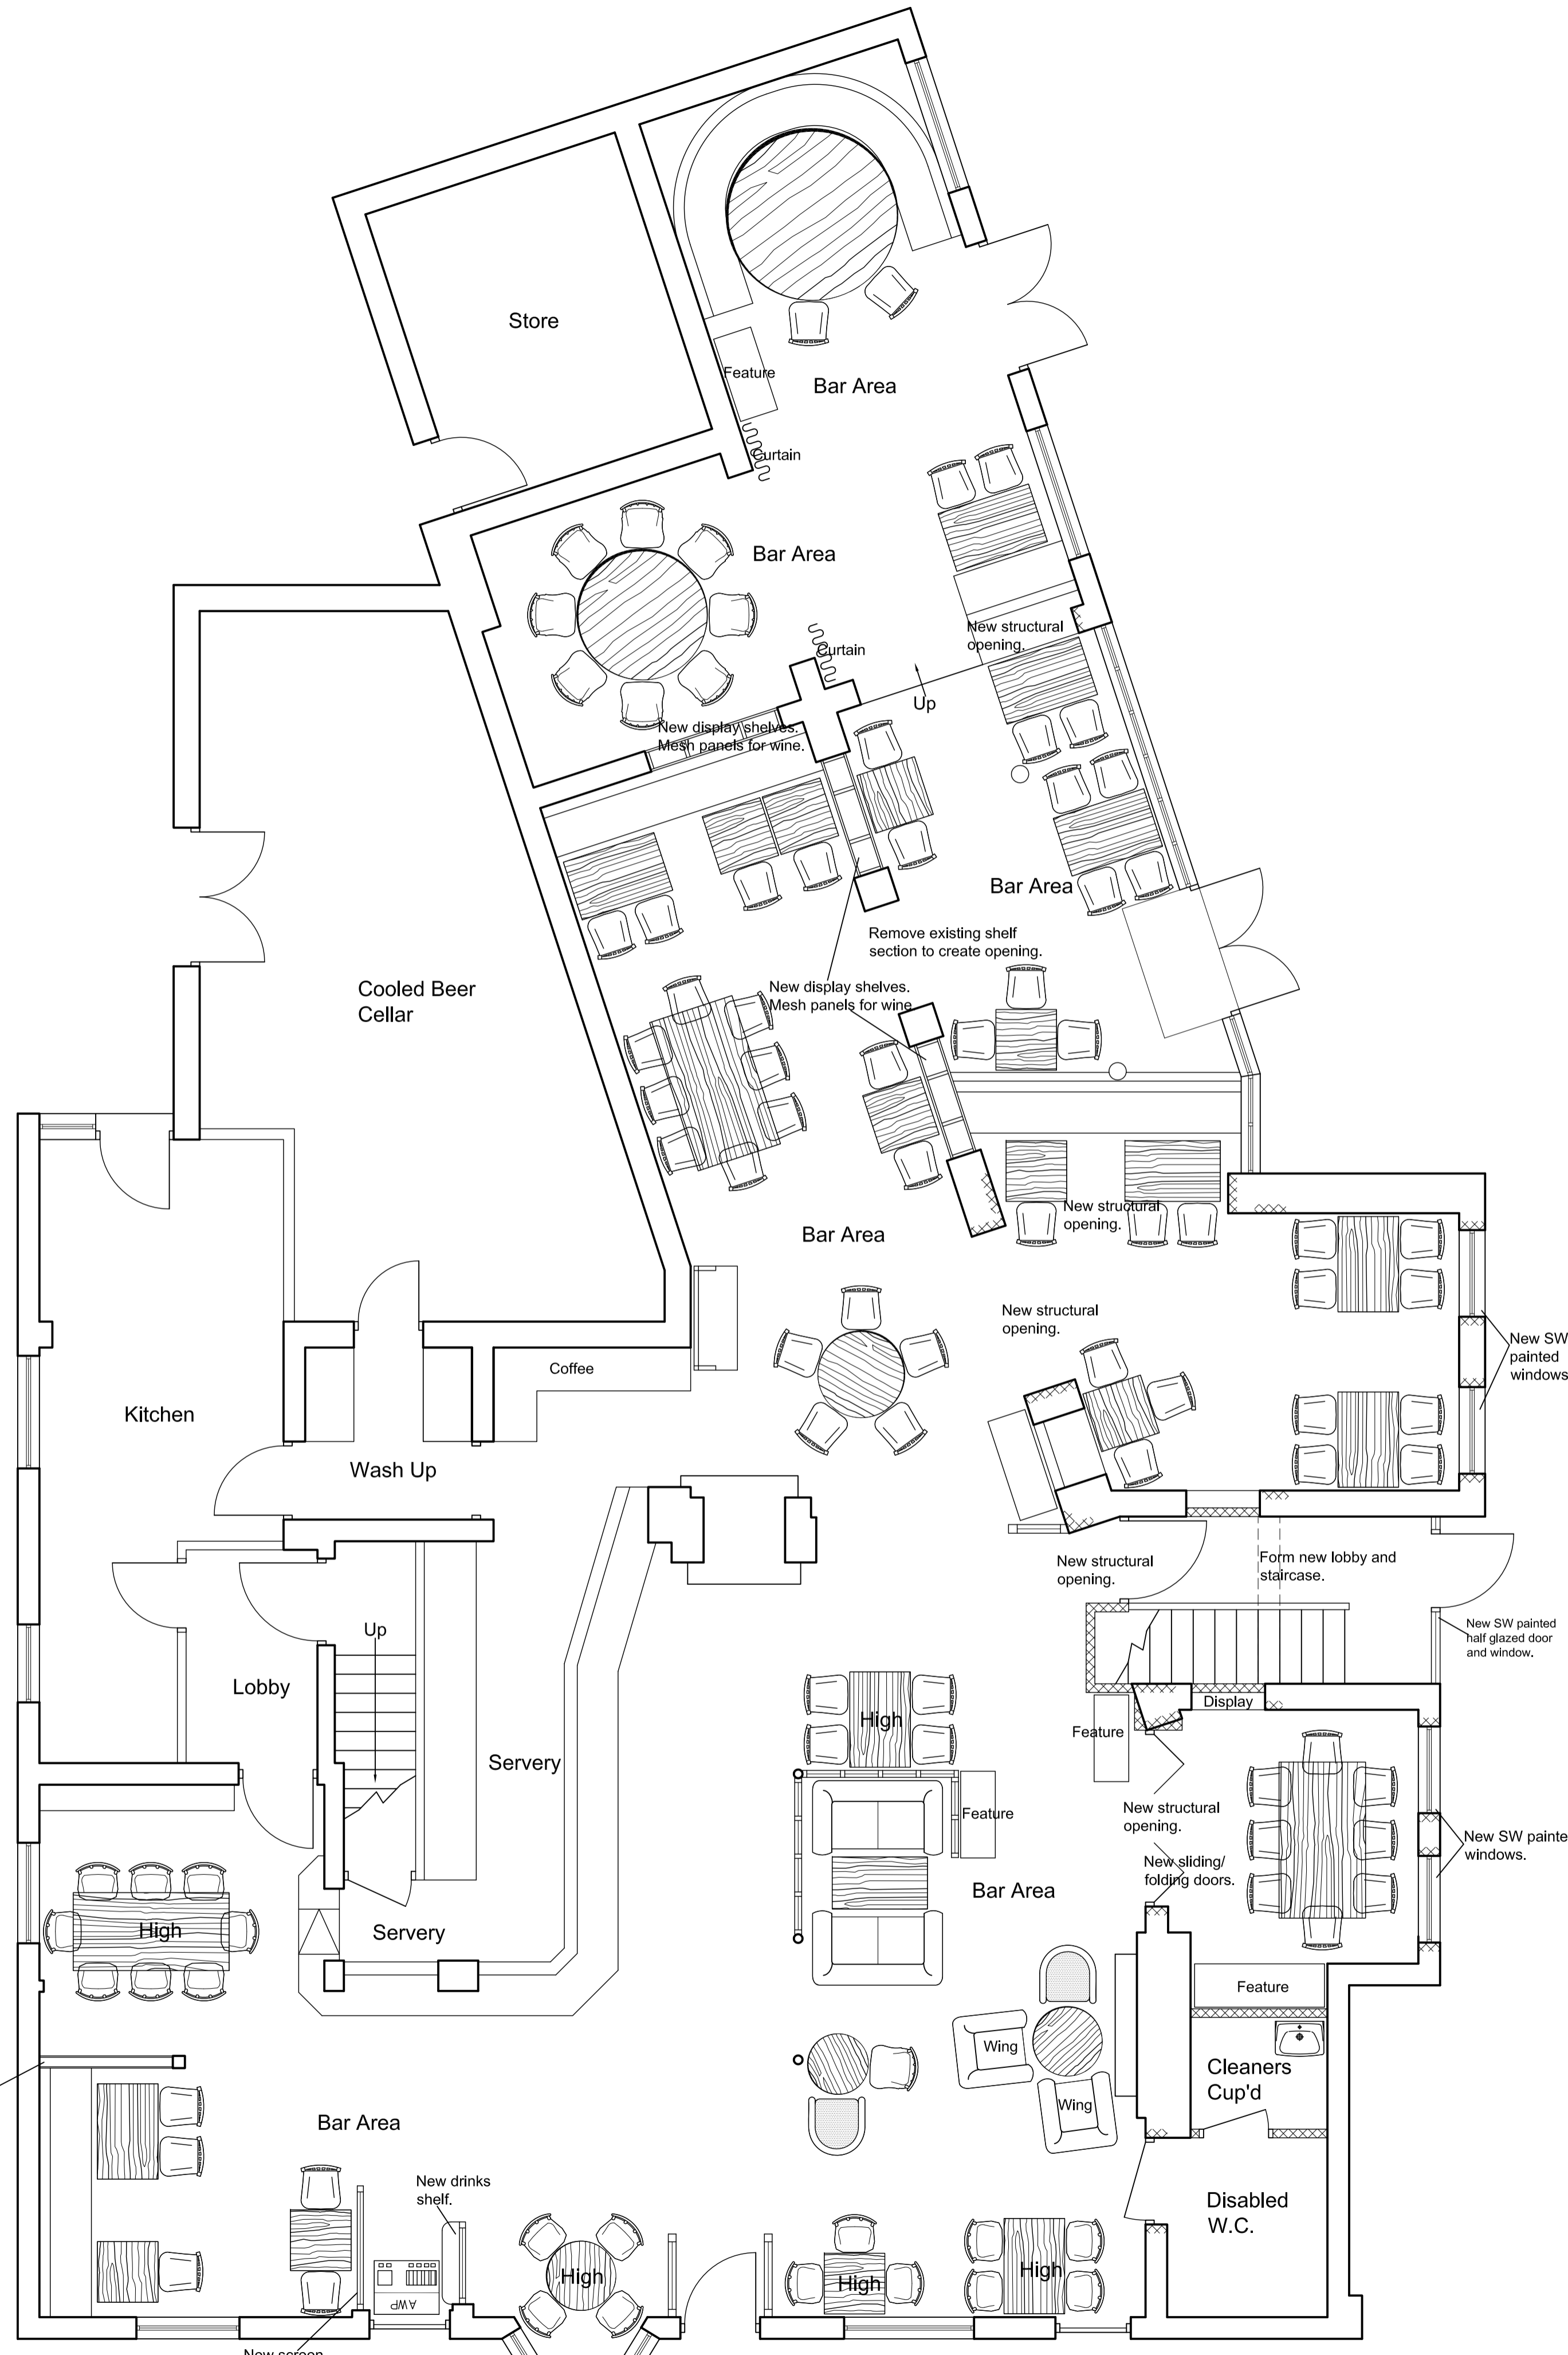 Store
Feature
Bar Area
Curtain
Bar Area
New structural
opening.
Curtain
Up
New display shelves.
Mesh panels for wine.
Bar Area
Remove existing shelf
section to create opening.
New display shelves.
Mesh panels for wine
Cooled Beer
Cellar
New structural
opening.
Bar Area
New structural
opening.
New SW
painted
windows
Coffee
Kitchen
Wash Up
New structural
opening.
Form new lobby and
staircase.
New SW painted
half glazed door
and window.
Up
Lobby
Display
High
Feature
Servery
Feature
New structural
opening.
New SW painte
windows.
New sliding/
folding doors.
Bar Area
High
Servery
Feature
Wing
Cleaners
Cup'd
Wing
Bar Area
New drinks
shelf.
Disabled
W.C.
High
High
High
AWP
New screen